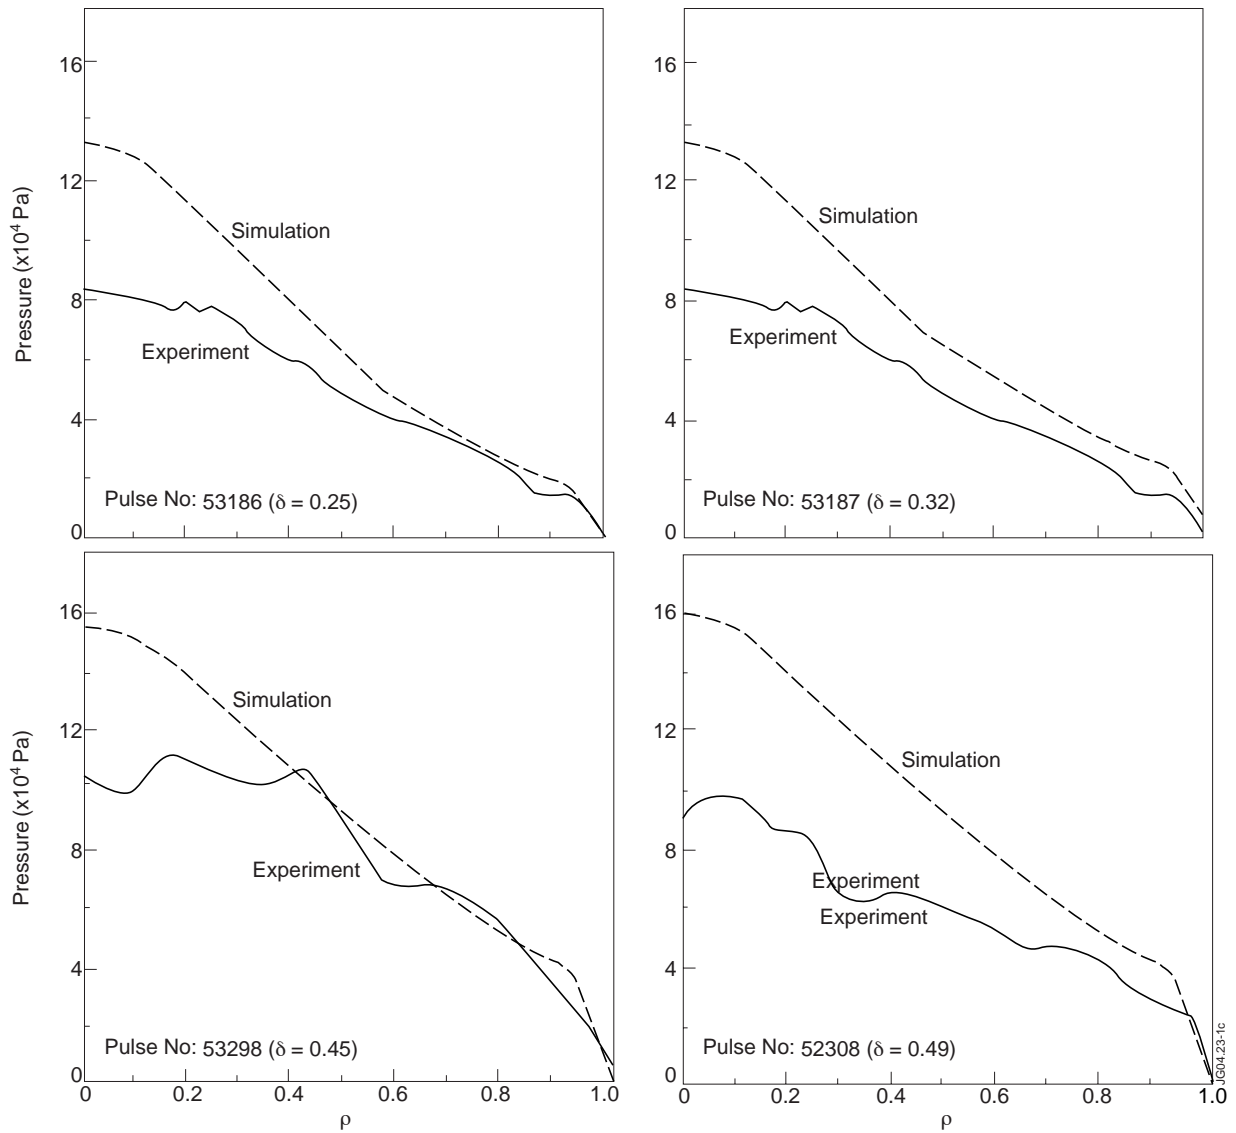 16
12
8
4
0
Pressure (x10⁴ Pa)
Simulation
Experiment
Pulse No: 53186 (δ = 0.25)
16
12
8
4
0
Simulation
Experiment
Pulse No: 53187 (δ = 0.32)
16
12
8
4
0
Pressure (x10⁴ Pa)
Simulation
Experiment
Pulse No: 53298 (δ = 0.45)
0 0.2 0.4 0.6 0.8 1.0
ρ
16
12
8
4
0
Simulation
Experiment
Experiment
Pulse No: 52308 (δ = 0.49)
0 0.2 0.4 0.6 0.8 1.0
ρ
JG04.23-1c